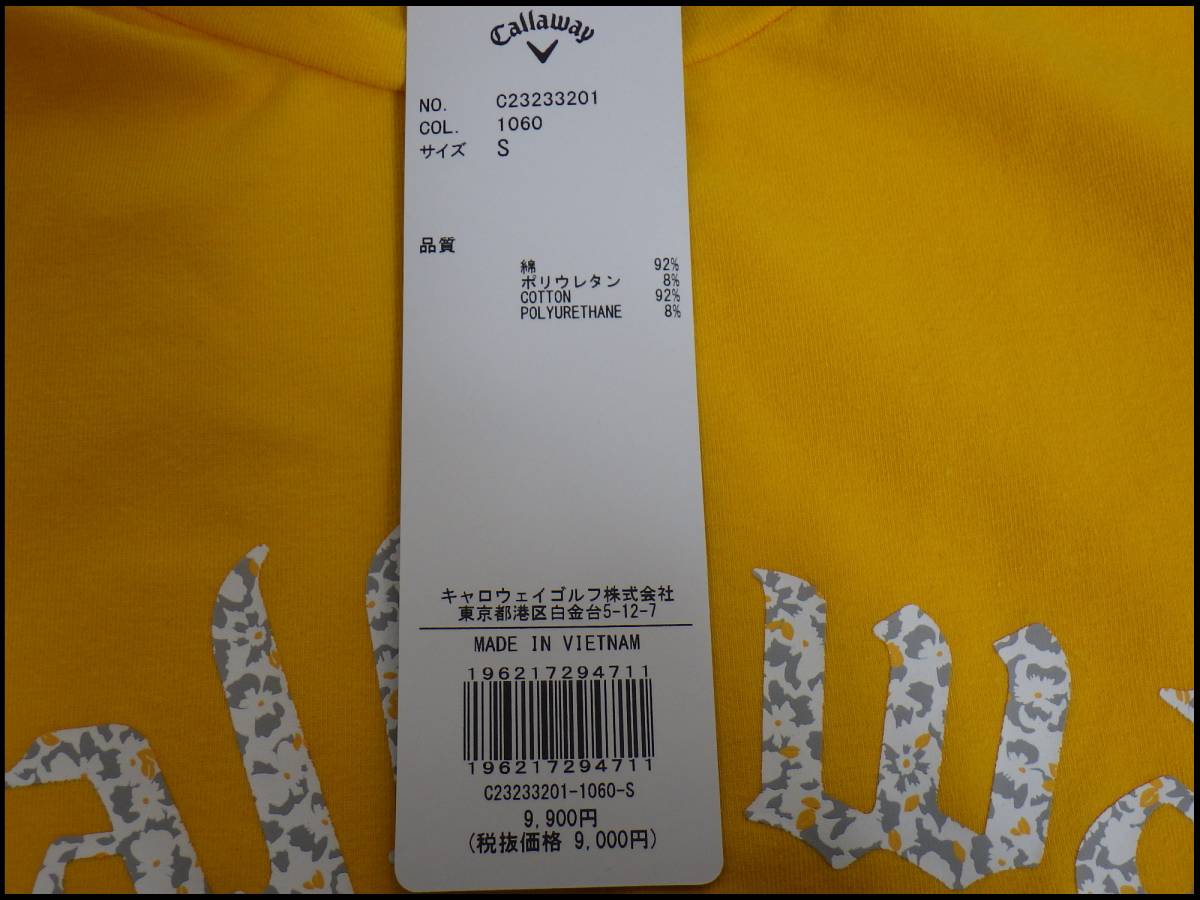 Callaway
NO. C23233201
COL. 1060
サイズ S
品質
綿 92%
ポリウレタン 8%
COTTON 92%
POLYURETHANE 8%
キャロウェイゴルフ株式会社
東京都港区白金台5-12-7
MADE IN VIETNAM
196217294711
196217294711
C23233201-1060-S
9,900円
(税抜価格 9,000円)